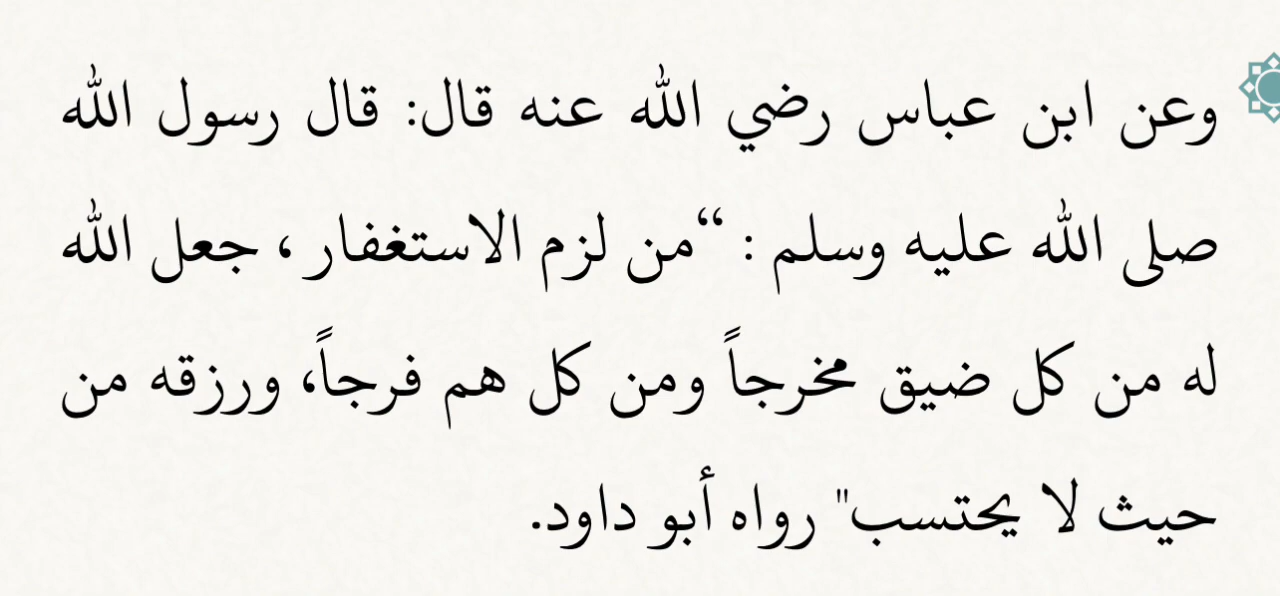 وعن ابن عباس رضي الله عنه قال: قال رسول الله
صلى الله عليه وسلم : “من لزم الاستغفار ، جعل الله
له من كل ضيق مخرجاً ومن كل هم فرجاً، ورزقه من
حيث لا يحتسب" رواه أبو داود.